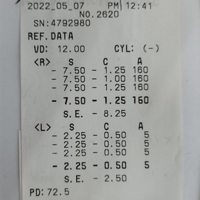 2022_05_07 PM 12:41
NO.2620
SN:4792980
REF.DATA
VD: 12.00 CYL: (-)
<R> S C A
- 7.50 - 1.25 160
- 7.50 - 1.00 160
- 7.50 - 1.25 160
- 7.50 - 1.25 160
S.E. - 8.25
<L> S C A
- 2.25 - 0.50 5
- 2.25 - 0.50 5
- 2.25 - 0.50 5
- 2.25 - 0.50 5
S.E. - 2.50
PD: 72.5